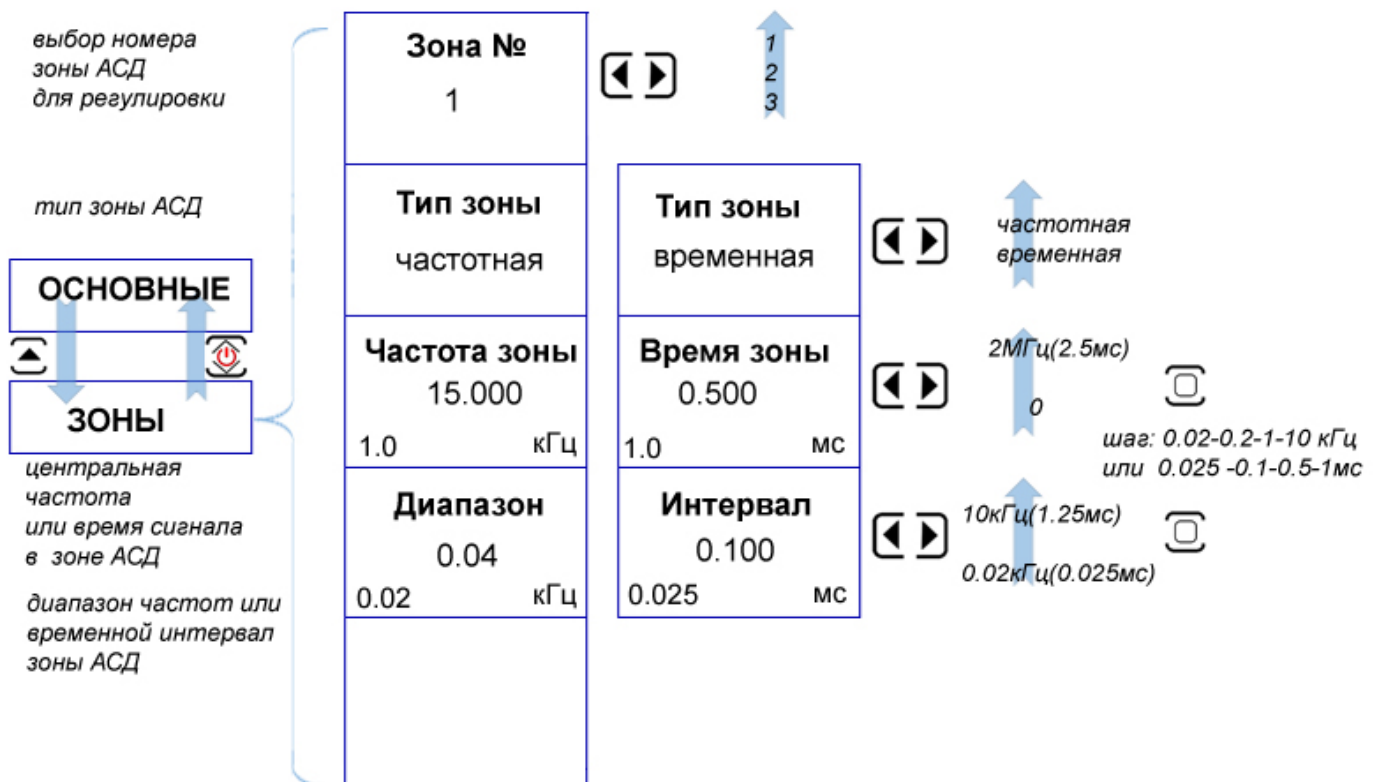 выбор номера
зоны АСД
для регулировки
Зона №
1
1
2
3
тип зоны АСД
Тип зоны
частотная
Тип зоны
временная
частотная
временная
ОСНОВНЫЕ
ЗОНЫ
Частота зоны
15.000
1.0 кГц
Время зоны
0.500
1.0 мс
2МГц(2.5мс)
0
шаг: 0.02-0.2-1-10 кГц
или 0.025 -0.1-0.5-1мс
центральная
частота
или время сигнала
в зоне АСД
Диапазон
0.04
0.02 кГц
Интервал
0.100
0.025 мс
10кГц(1.25мс)
0.02кГц(0.025мс)
диапазон частот или
временной интервал
зоны АСД